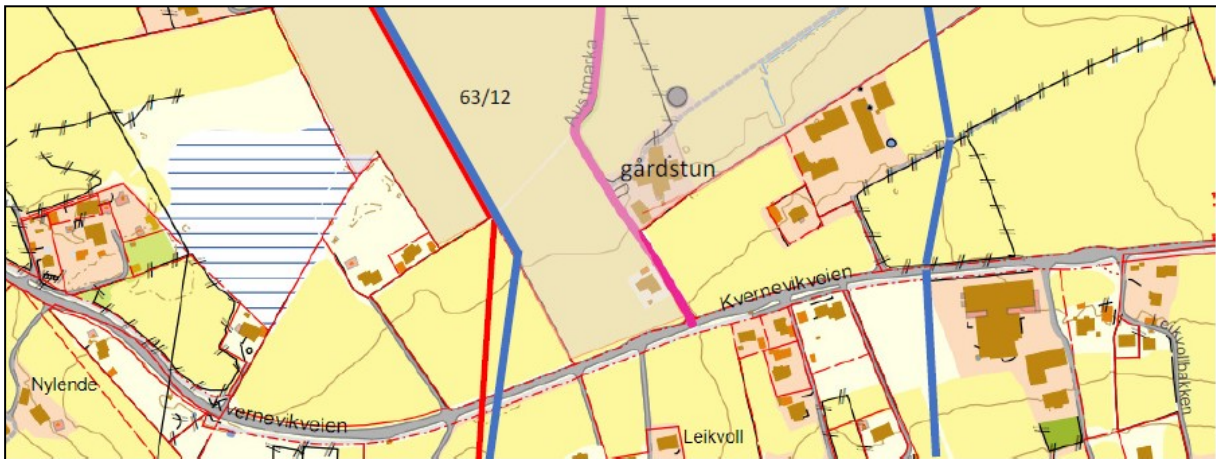 63/12
Austmarka
gårdstun
Kvernevikveien
Leikvollbakken
Nylende
Kvernevikveien
Leikvoll